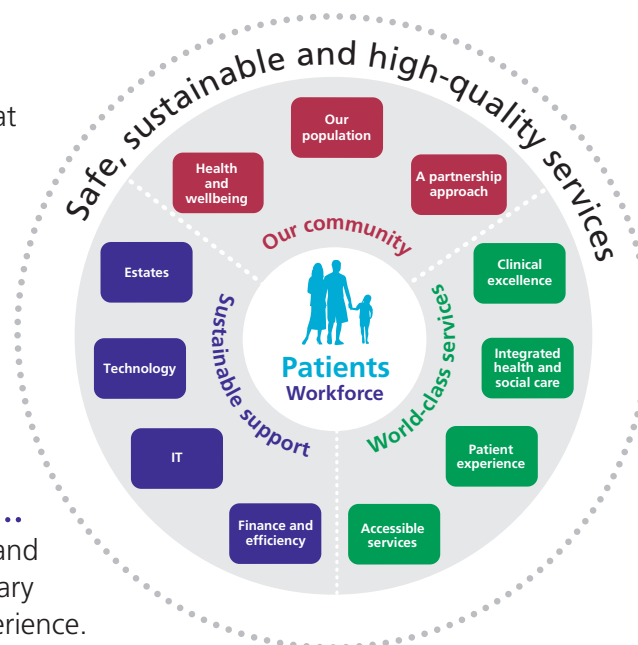 Safe, sustainable and high-quality services
at
Our
population
Health
and
wellbeing
A partnership
approach
Our community
Estates
Clinical
excellence
Sustainable support
World-class services
Patients
Workforce
Technology
Integrated
health and
social care
IT
Patient
experience
Finance and
efficiency
Accessible
services
..
and
ary
erience.